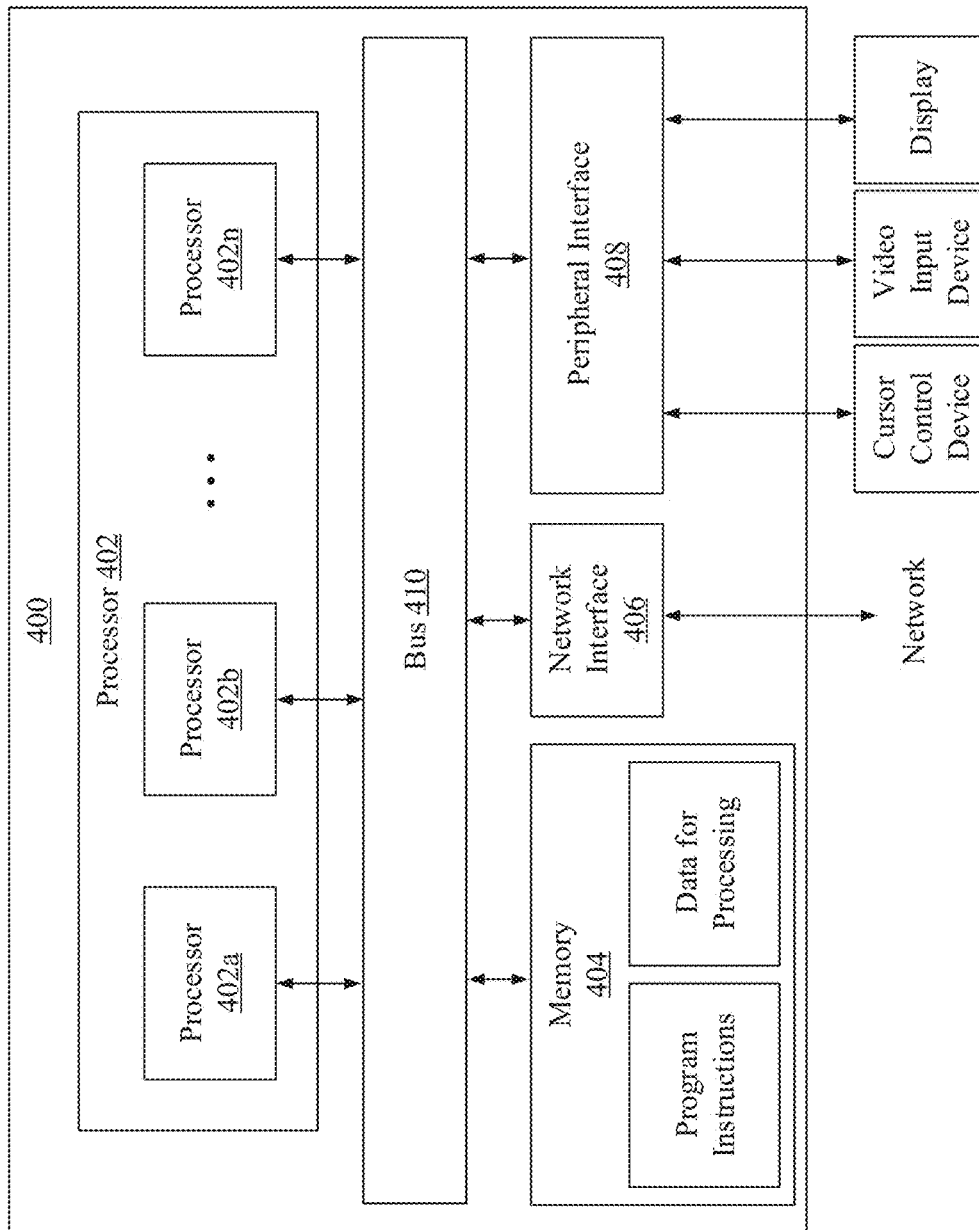 400
Processor 402
Processor
402a
Processor
402b
• • •
Processor
402n
Bus 410
Memory
404
Program
Instructions
Data for
Processing
Network
Interface
406
Peripheral Interface
408
Network
Cursor
Control
Device
Video
Input
Device
Display